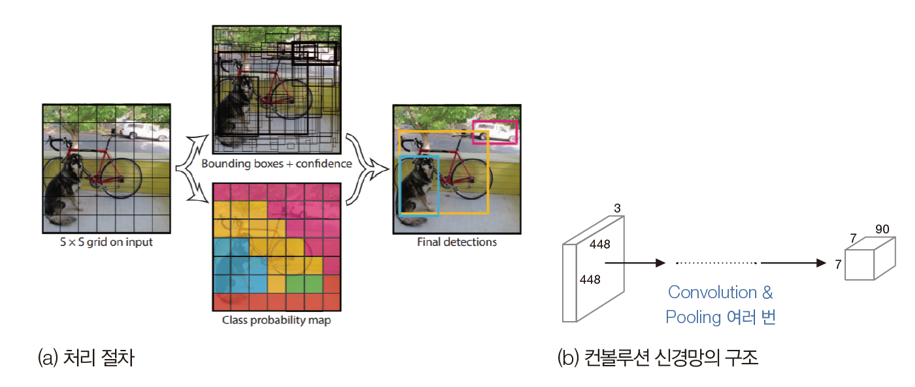 S × S grid on input
Bounding boxes + confidence
Class probability map
Final detections
(a) 처리 절차
3
448
448
Convolution &
Pooling 여러 번
7
90
7
(b) 컨볼루션 신경망의 구조